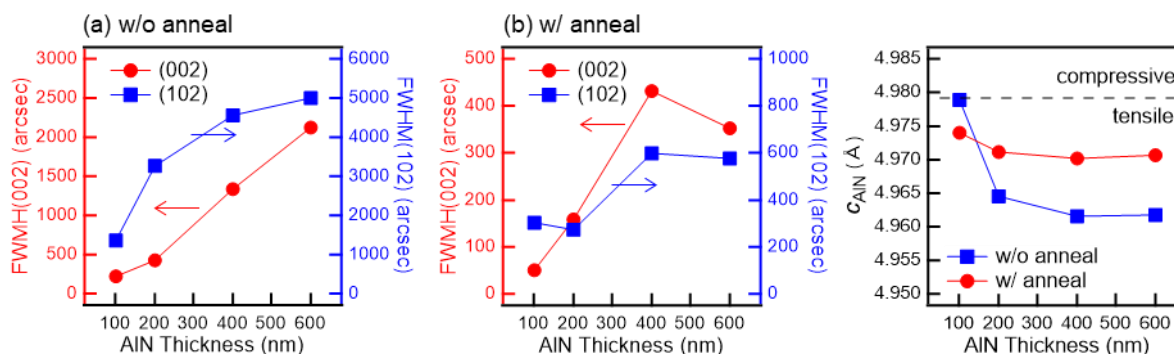 (a) w/o anneal
FWMH(002) (arcsec)
3000
2500
2000
1500
1000
500
0
(002)
(102)
6000
5000
4000
3000
2000
1000
0
FWHM(102) (arcsec)
100 200 300 400 500 600
AlN Thickness (nm)
(b) w/ anneal
FWMH(002) (arcsec)
500
400
300
200
100
0
(002)
(102)
1000
800
600
400
200
0
FWHM(102) (arcsec)
100 200 300 400 500 600
AlN Thickness (nm)
cAlN (Å)
4.985
4.980
4.975
4.970
4.965
4.960
4.955
4.950
compressive
tensile
w/o anneal
w/ anneal
100 200 300 400 500 600
AlN Thickness (nm)